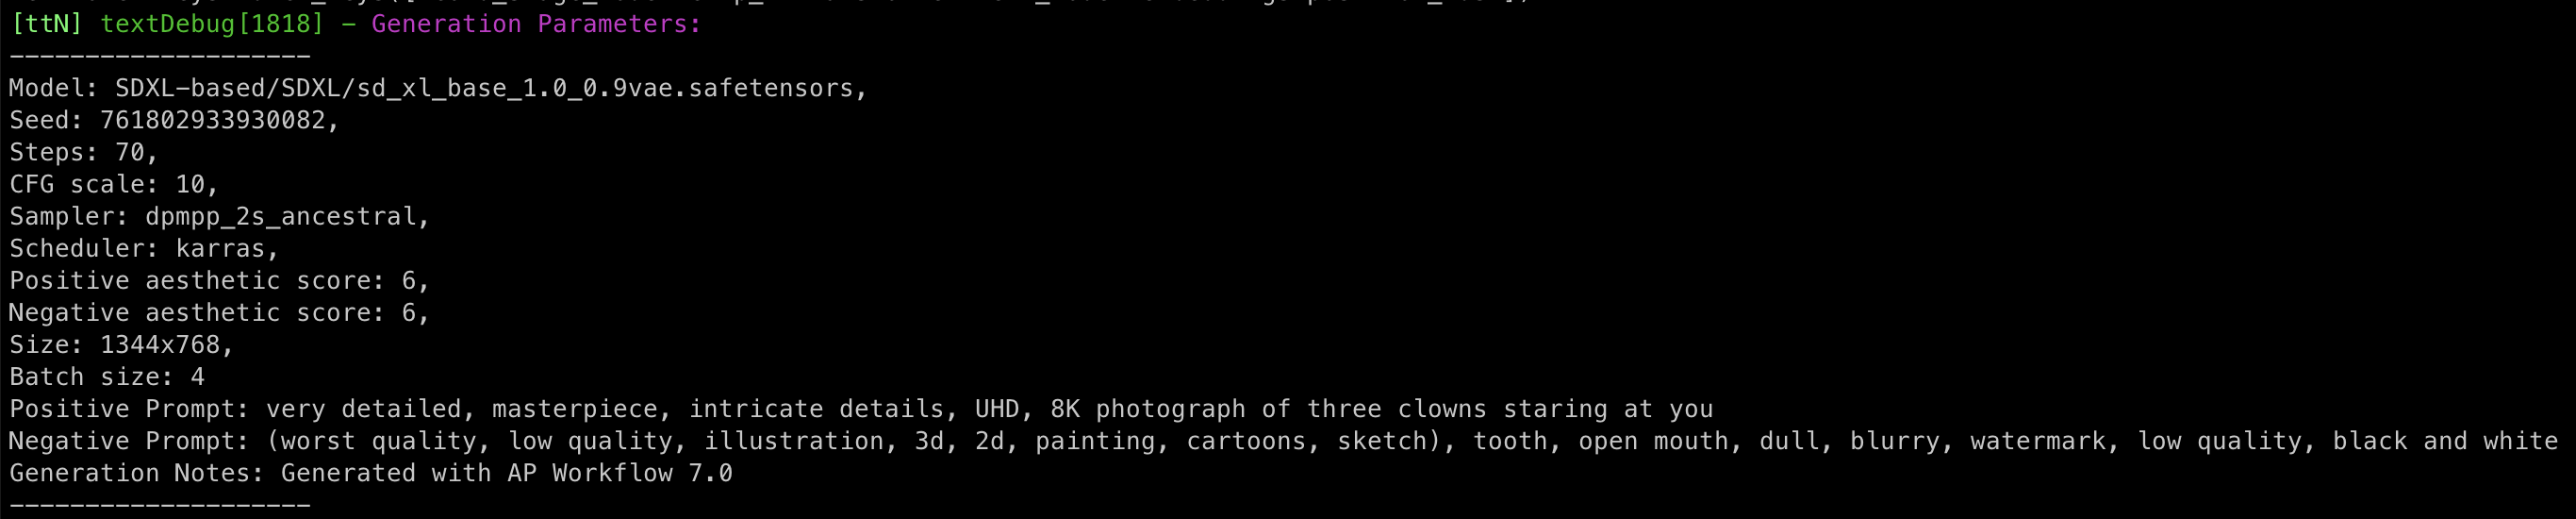 [ttN] textDebug[1818] – Generation Parameters:
--------------------
Model: SDXL-based/SDXL/sd_xl_base_1.0_0.9vae.safetensors,
Seed: 761802933930082,
Steps: 70,
CFG scale: 10,
Sampler: dpmpp_2s_ancestral,
Scheduler: karras,
Positive aesthetic score: 6,
Negative aesthetic score: 6,
Size: 1344x768,
Batch size: 4
Positive Prompt: very detailed, masterpiece, intricate details, UHD, 8K photograph of three clowns staring at you
Negative Prompt: (worst quality, low quality, illustration, 3d, 2d, painting, cartoons, sketch), tooth, open mouth, dull, blurry, watermark, low quality, black and white
Generation Notes: Generated with AP Workflow 7.0
--------------------